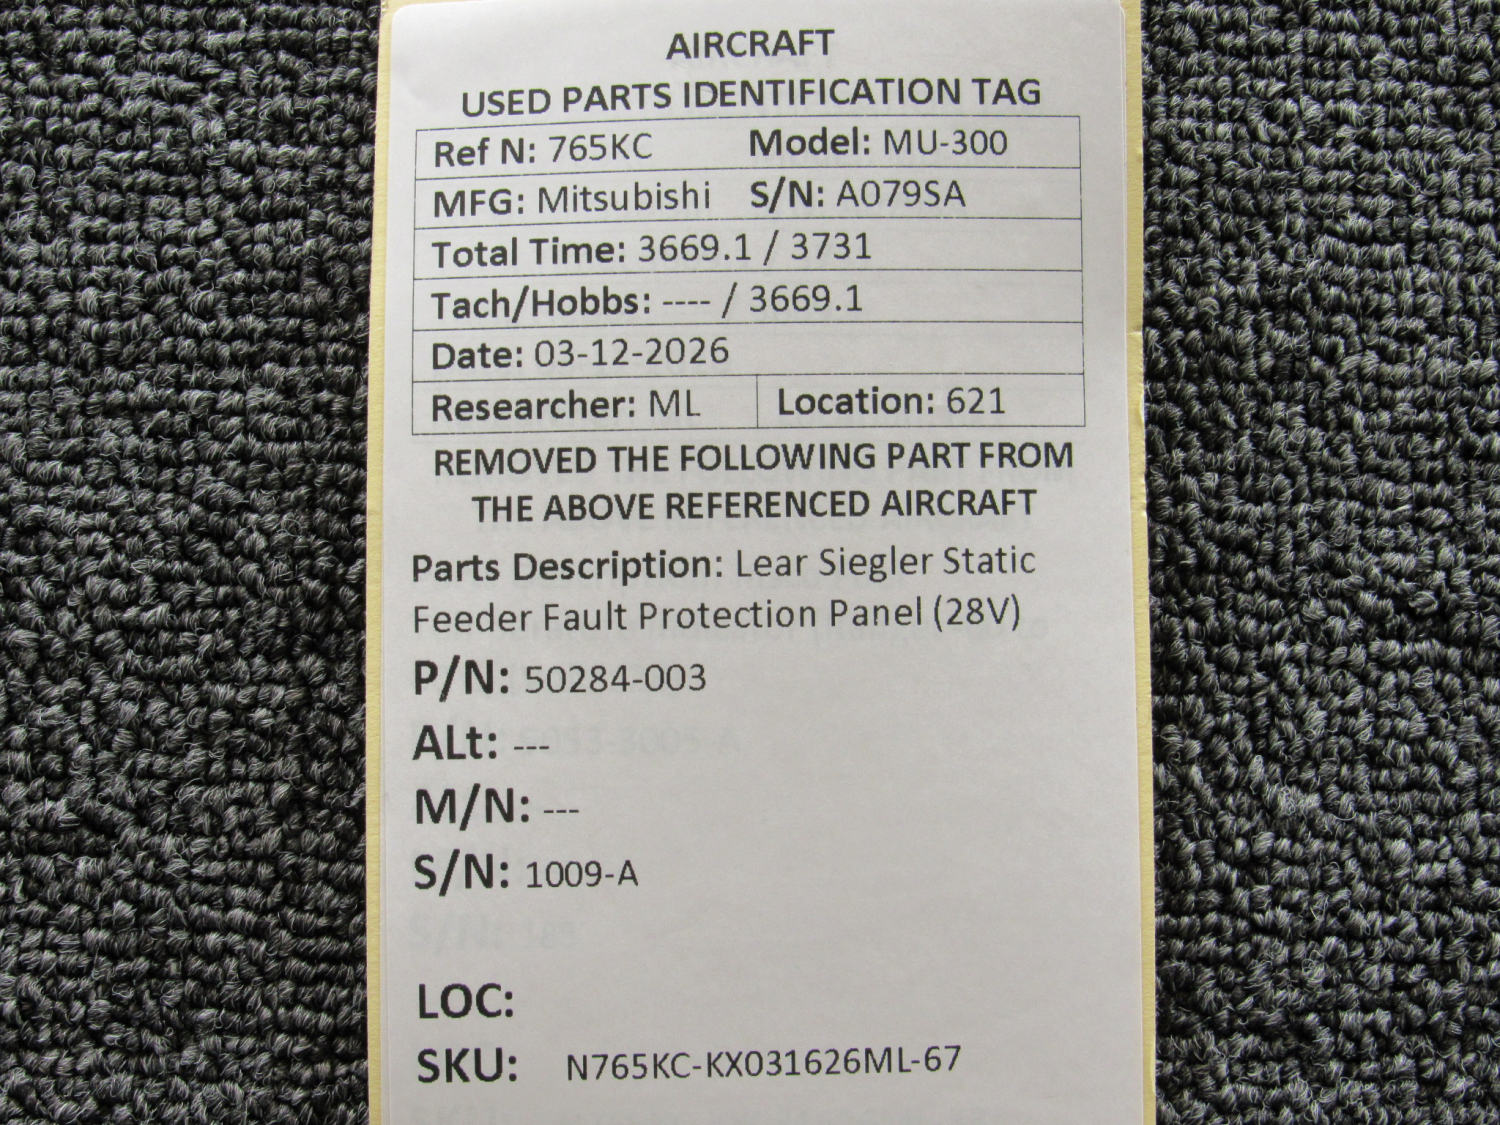 AIRCRAFT
USED PARTS IDENTIFICATION TAG
Ref N: 765KC Model: MU-300
MFG: Mitsubishi S/N: A079SA
Total Time: 3669.1 / 3731
Tach/Hobbs: ---- / 3669.1
Date: 03-12-2026
Researcher: ML Location: 621
REMOVED THE FOLLOWING PART FROM
THE ABOVE REFERENCED AIRCRAFT
Parts Description: Lear Siegler Static
Feeder Fault Protection Panel (28V)
P/N: 50284-003
ALt: ---
M/N: ---
S/N: 1009-A
LOC:
SKU: N765KC-KX031626ML-67